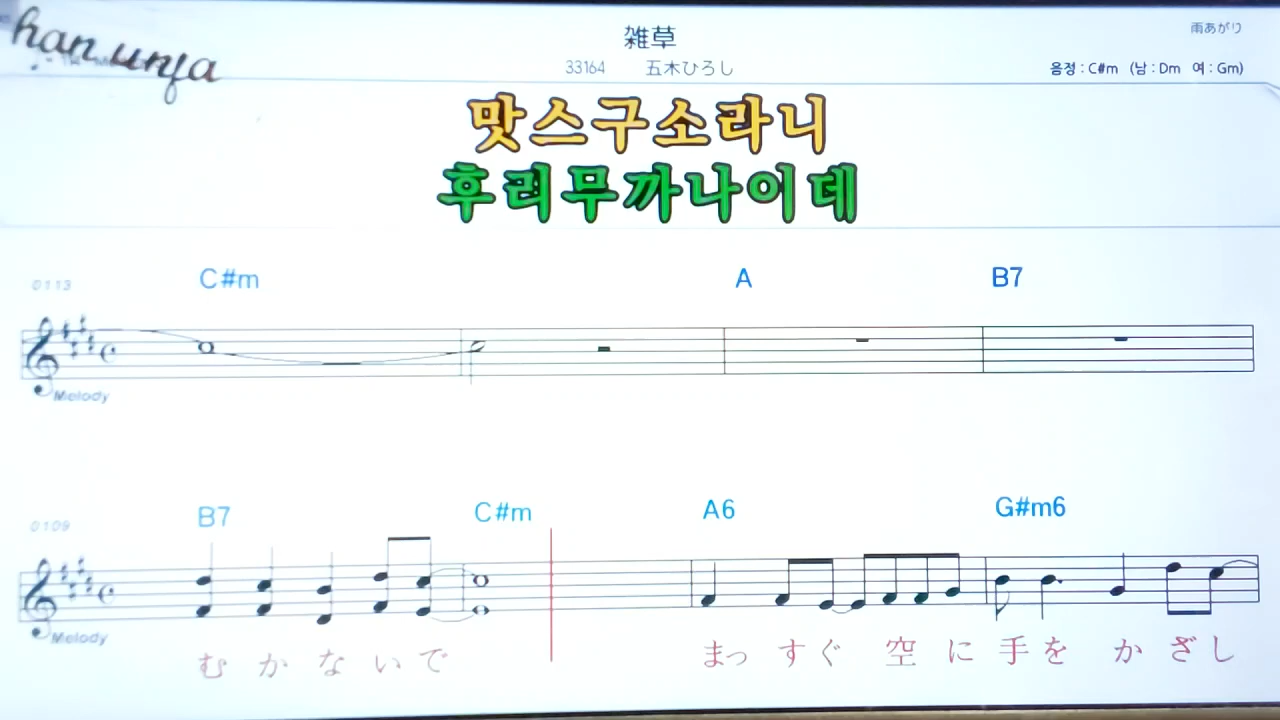 han unja
雑草
雨あがり
33164 五木ひろし
음정 : C#m (남 : Dm 여 : Gm)
맛스구소라니
후리무까나이데
0113 C#m A B7
Melody
0109 B7 C#m A6 G#m6
Melody
む か な い で まっ す ぐ 空 に 手 を か ざ し